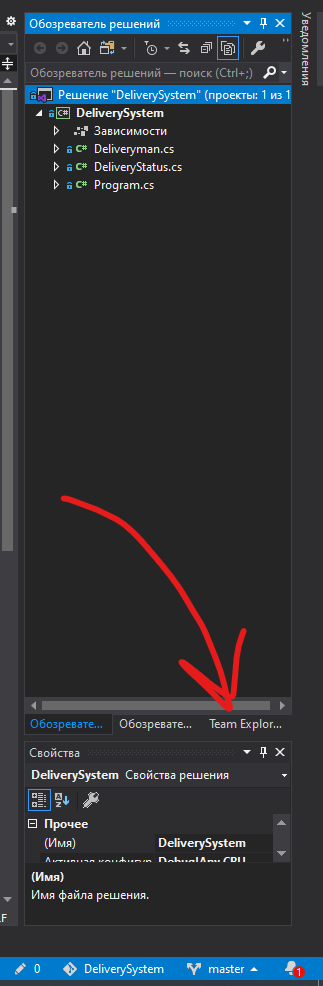 Обозреватель решений
Уведомления
Обозреватель решений — поиск (Ctrl+;)
Решение "DeliverySystem" (проекты: 1 из 1
C# DeliverySystem
Зависимости
C# Deliveryman.cs
C# DeliveryStatus.cs
C# Program.cs
Обозревате... Обозревате... Team Explor...
Свойства
DeliverySystem Свойства решения
Прочее
(Имя) DeliverySystem
Активная конфигур Debug|Any CPU
(Имя)
Имя файла решения.
LF
0 DeliverySystem master 1